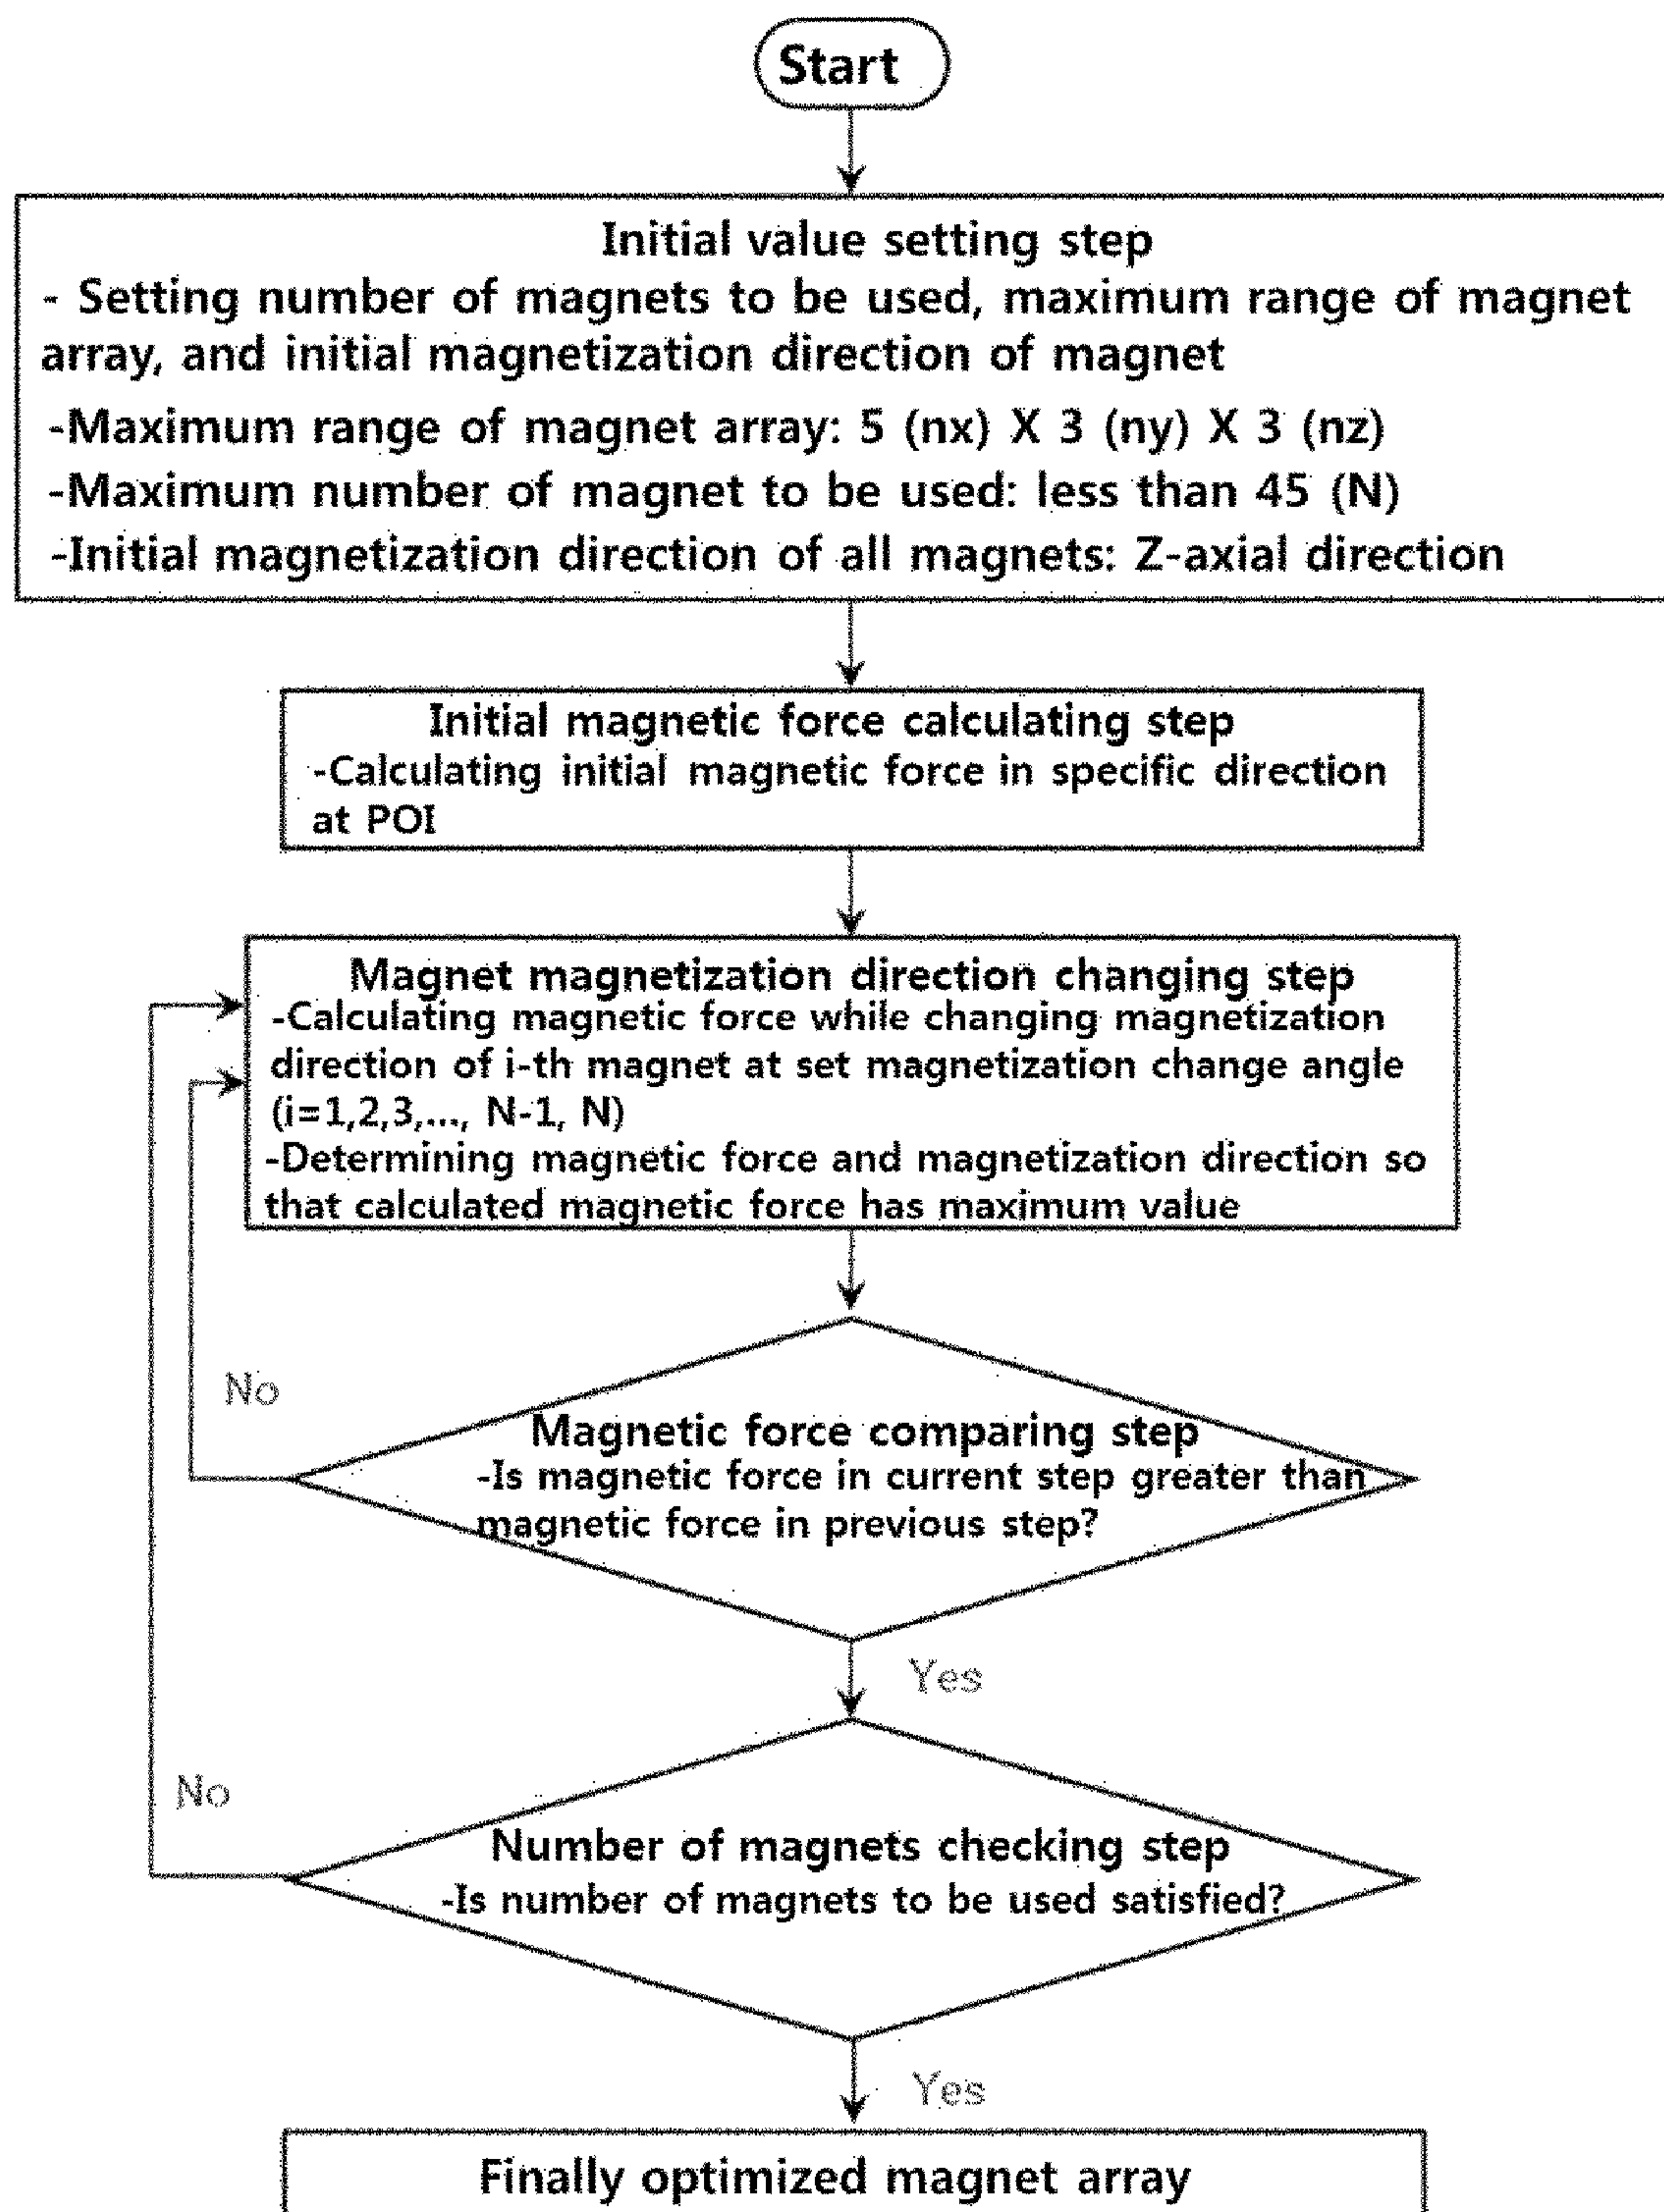 Start
Initial value setting step
- Setting number of magnets to be used, maximum range of magnet
array, and initial magnetization direction of magnet
-Maximum range of magnet array: 5 (nx) X 3 (ny) X 3 (nz)
-Maximum number of magnet to be used: less than 45 (N)
-Initial magnetization direction of all magnets: Z-axial direction
Initial magnetic force calculating step
-Calculating initial magnetic force in specific direction
at POI
Magnet magnetization direction changing step
-Calculating magnetic force while changing magnetization
direction of i-th magnet at set magnetization change angle
(i=1,2,3,..., N-1, N)
-Determining magnetic force and magnetization direction so
that calculated magnetic force has maximum value
No
Magnetic force comparing step
-Is magnetic force in current step greater than
magnetic force in previous step?
Yes
No
Number of magnets checking step
-Is number of magnets to be used satisfied?
Yes
Finally optimized magnet array